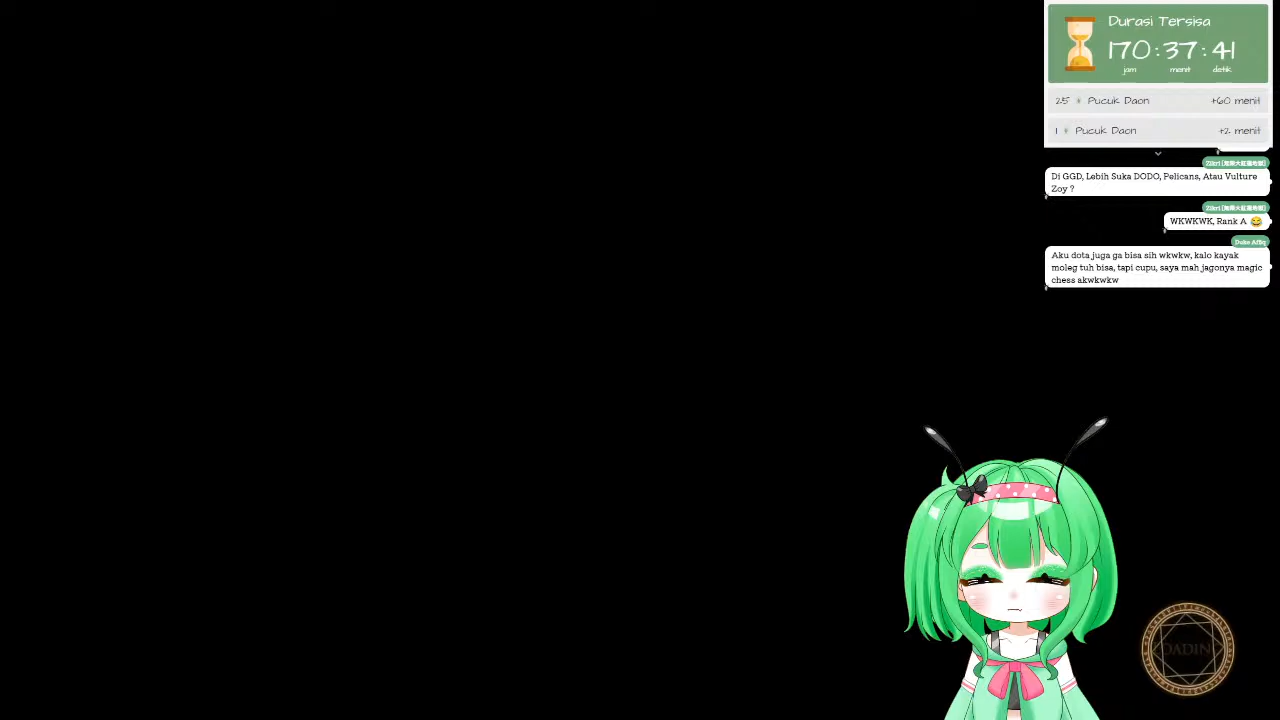 Durasi Tersisa
170:37:41
jam menit detik
25 Pucuk Daon +60 menit
1 Pucuk Daon +2 menit
Di GGD, Lebih Suka DODO, Pelicans, Atau Vulture
Zoy ?
WKWKWK, Rank A 😂
Duke Afiq
Aku dota juga ga bisa sih wkwkw, kalo kayak
moleg tuh bisa, tapi cupu, saya mah jagonya magic
chess akwkwkw